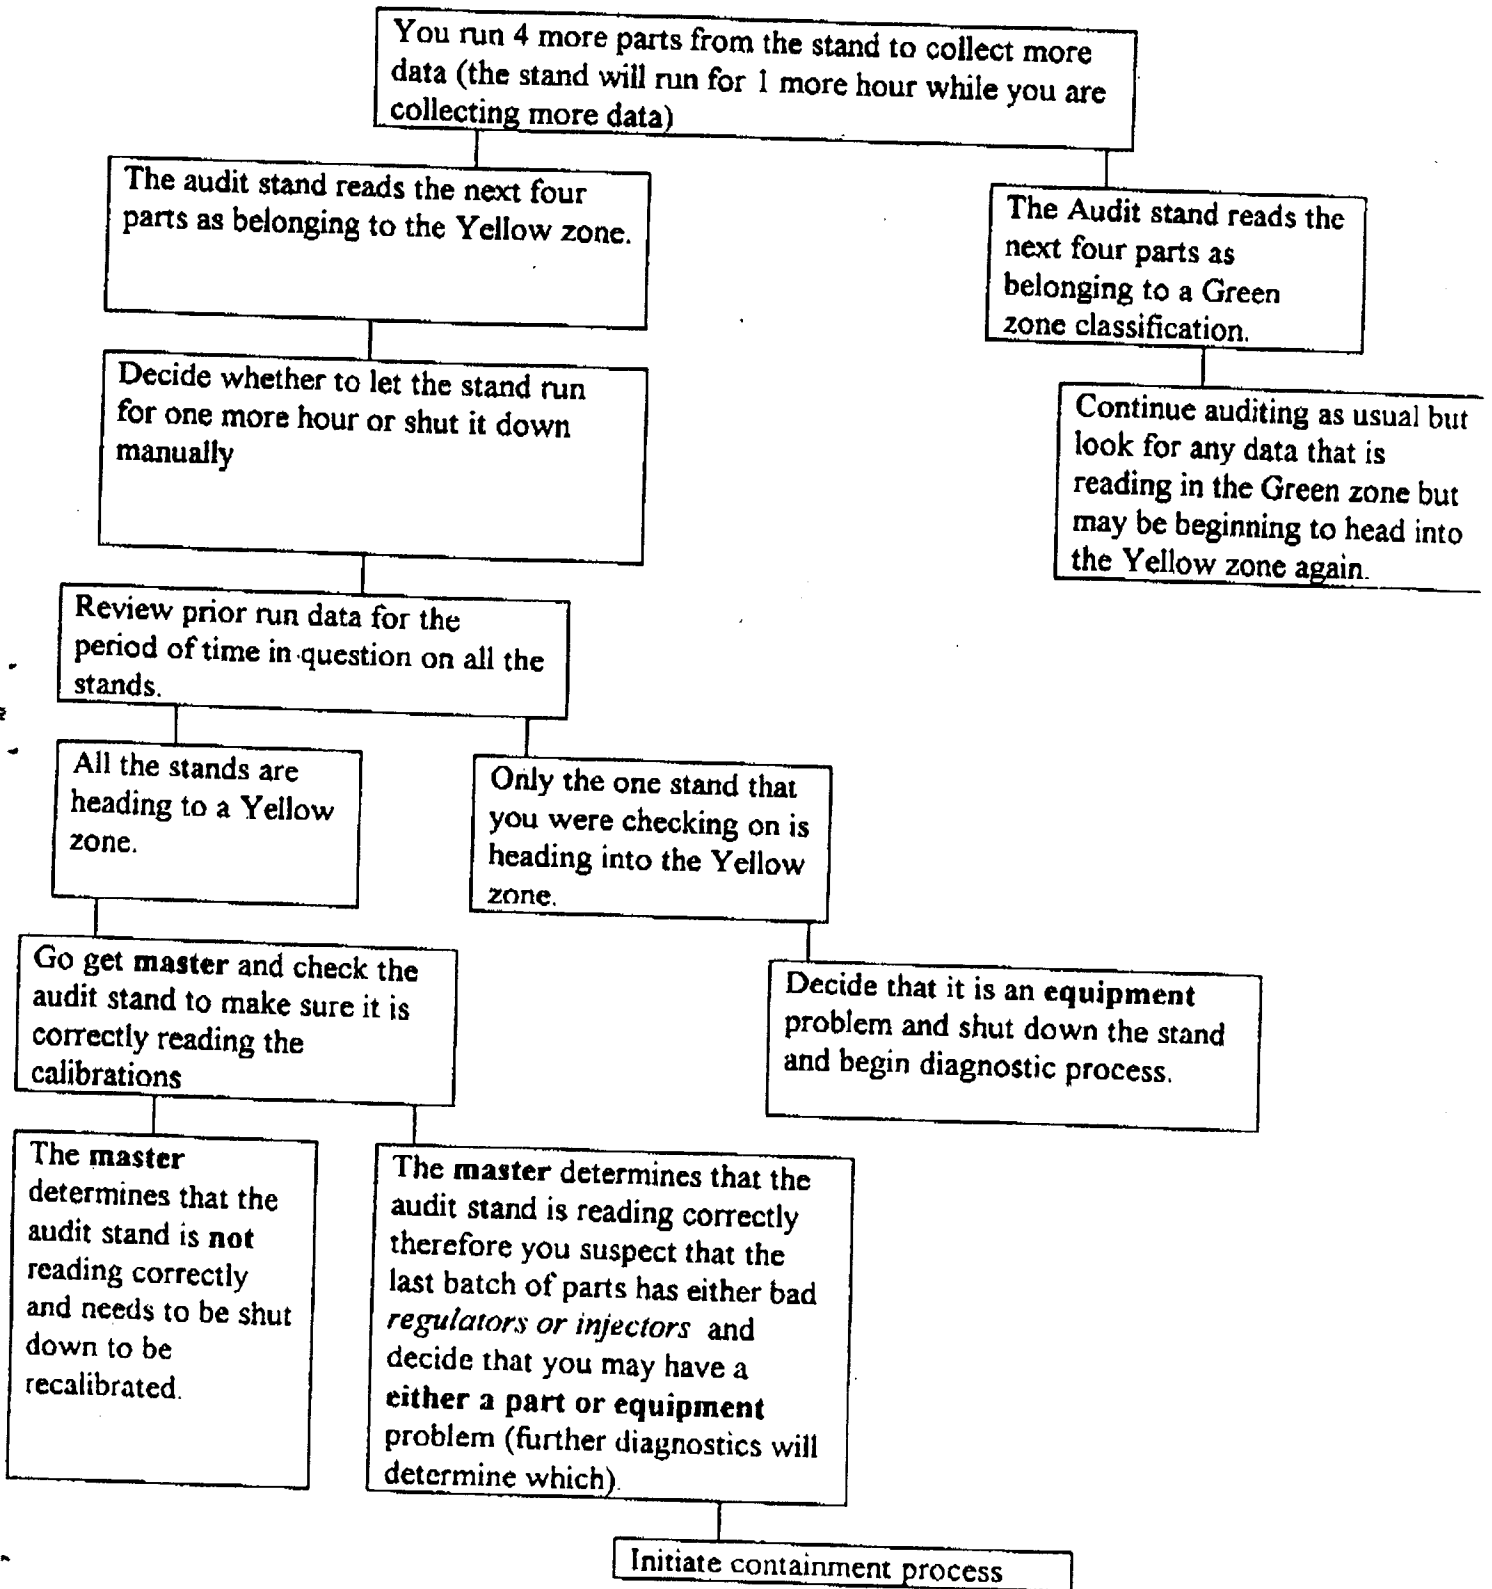 You run 4 more parts from the stand to collect more
data (the stand will run for 1 more hour while you are
collecting more data)
The audit stand reads the next four
parts as belonging to the Yellow zone.
The Audit stand reads the
next four parts as
belonging to a Green
zone classification.
Decide whether to let the stand run
for one more hour or shut it down
manually
Continue auditing as usual but
look for any data that is
reading in the Green zone but
may be beginning to head into
the Yellow zone again.
Review prior run data for the
period of time in question on all the
stands.
All the stands are
heading to a Yellow
zone.
Only the one stand that
you were checking on is
heading into the Yellow
zone.
Go get master and check the
audit stand to make sure it is
correctly reading the
calibrations
Decide that it is an equipment
problem and shut down the stand
and begin diagnostic process.
The master
determines that the
audit stand is not
reading correctly
and needs to be shut
down to be
recalibrated.
The master determines that the
audit stand is reading correctly
therefore you suspect that the
last batch of parts has either bad
regulators or injectors and
decide that you may have a
either a part or equipment
problem (further diagnostics will
determine which).
Initiate containment process